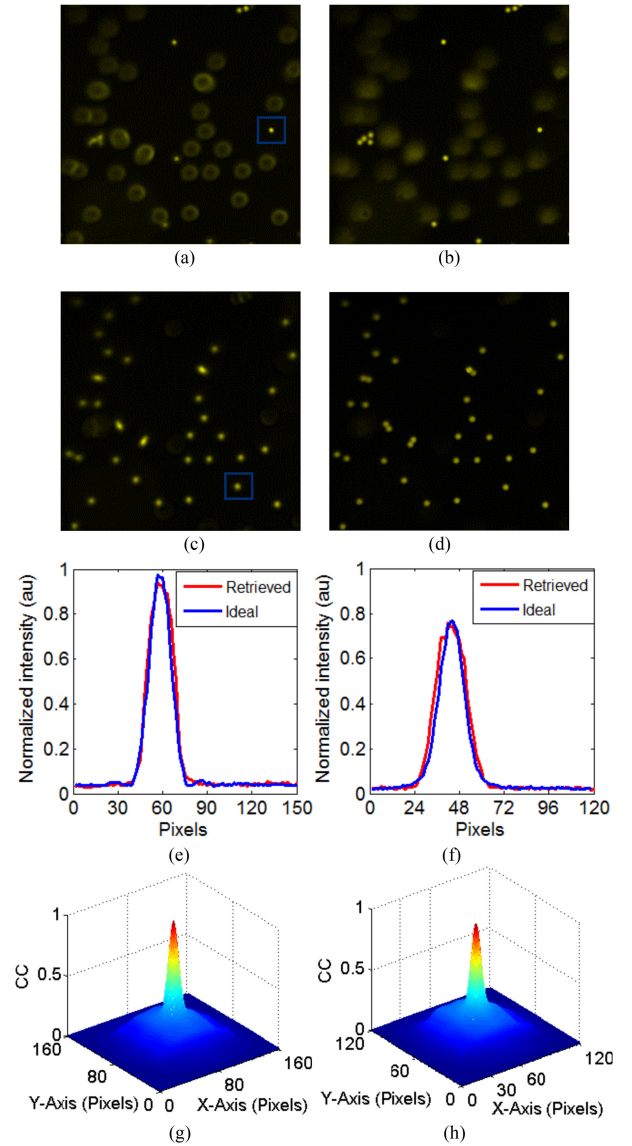 (a)
(b)
(c)
(d)
Normalized intensity (au)
1
0.8
0.6
0.4
0.2
0
Retrieved
Ideal
0 30 60 90 120 150
Pixels
(e)
Normalized intensity (au)
1
0.8
0.6
0.4
0.2
0
Retrieved
Ideal
0 24 48 72 96 120
Pixels
(f)
CC
1
0.5
0
160
80
0
0
80
160
Y-Axis (Pixels)
X-Axis (Pixels)
(g)
CC
1
0.5
0
120
60
0
0
30
60
120
Y-Axis (Pixels)
X-Axis (Pixels)
(h)